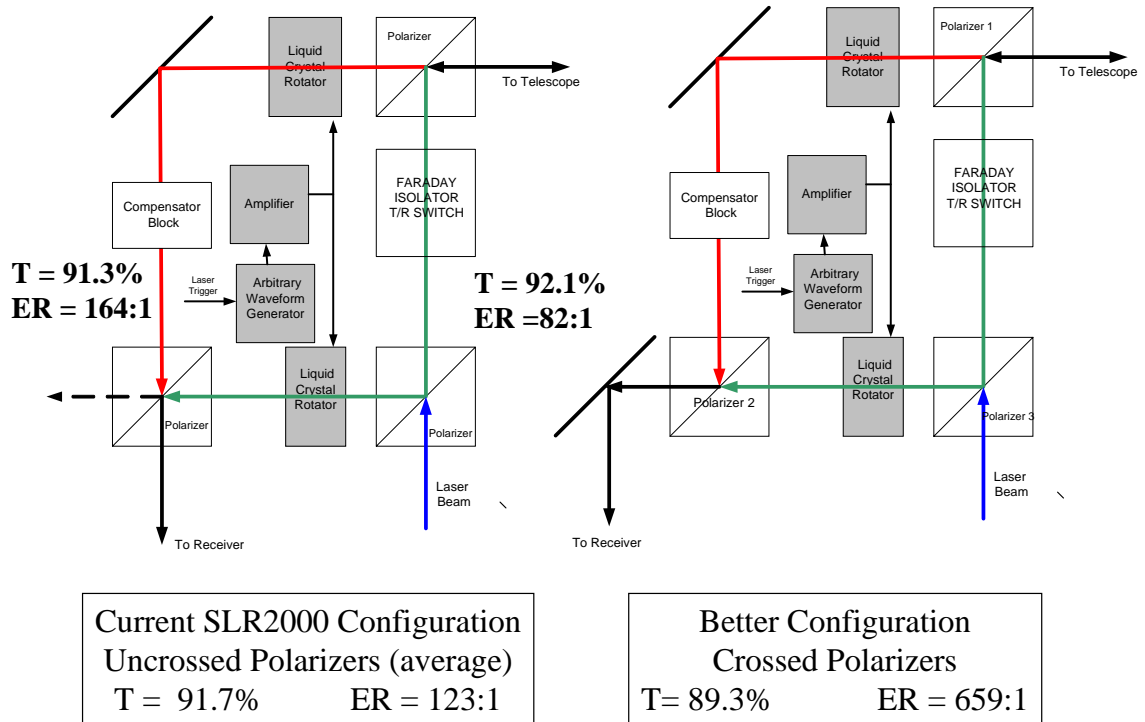 Liquid
Crystal
Rotator
Polarizer
To Telescope
FARADAY
ISOLATOR
T/R SWITCH
Amplifier
Compensator
Block
T = 91.3%
ER = 164:1
Laser
Trigger
Arbitrary
Waveform
Generator
Liquid
Crystal
Rotator
Polarizer
Polarizer
Laser
Beam
To Receiver
Liquid
Crystal
Rotator
Polarizer 1
To Telescope
FARADAY
ISOLATOR
T/R SWITCH
Amplifier
Compensator
Block
T = 92.1%
ER =82:1
Laser
Trigger
Arbitrary
Waveform
Generator
Liquid
Crystal
Rotator
Polarizer 2
Polarizer 3
Laser
Beam
To Receiver
Current SLR2000 Configuration
Uncrossed Polarizers (average)
T = 91.7% ER = 123:1
Better Configuration
Crossed Polarizers
T= 89.3% ER = 659:1